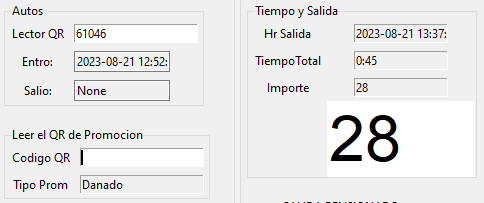 Autos
Lector QR 61046
Entro: 2023-08-21 12:52:
Salio: None
Leer el QR de Promocion
Codigo QR
Tipo Prom Danado
Tiempo y Salida
Hr Salida 2023-08-21 13:37:
TiempoTotal 0:45
Importe 28
28